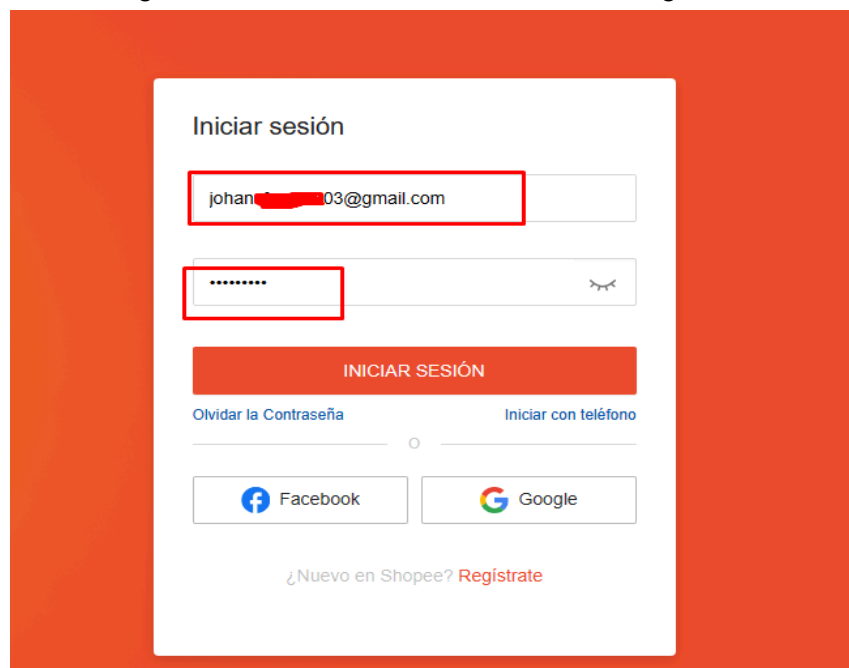 Iniciar sesión
johan 03@gmail.com
•••••••••
INICIAR SESIÓN
Olvidar la Contraseña Iniciar con teléfono
O
Facebook Google
¿Nuevo en Shopee? Regístrate